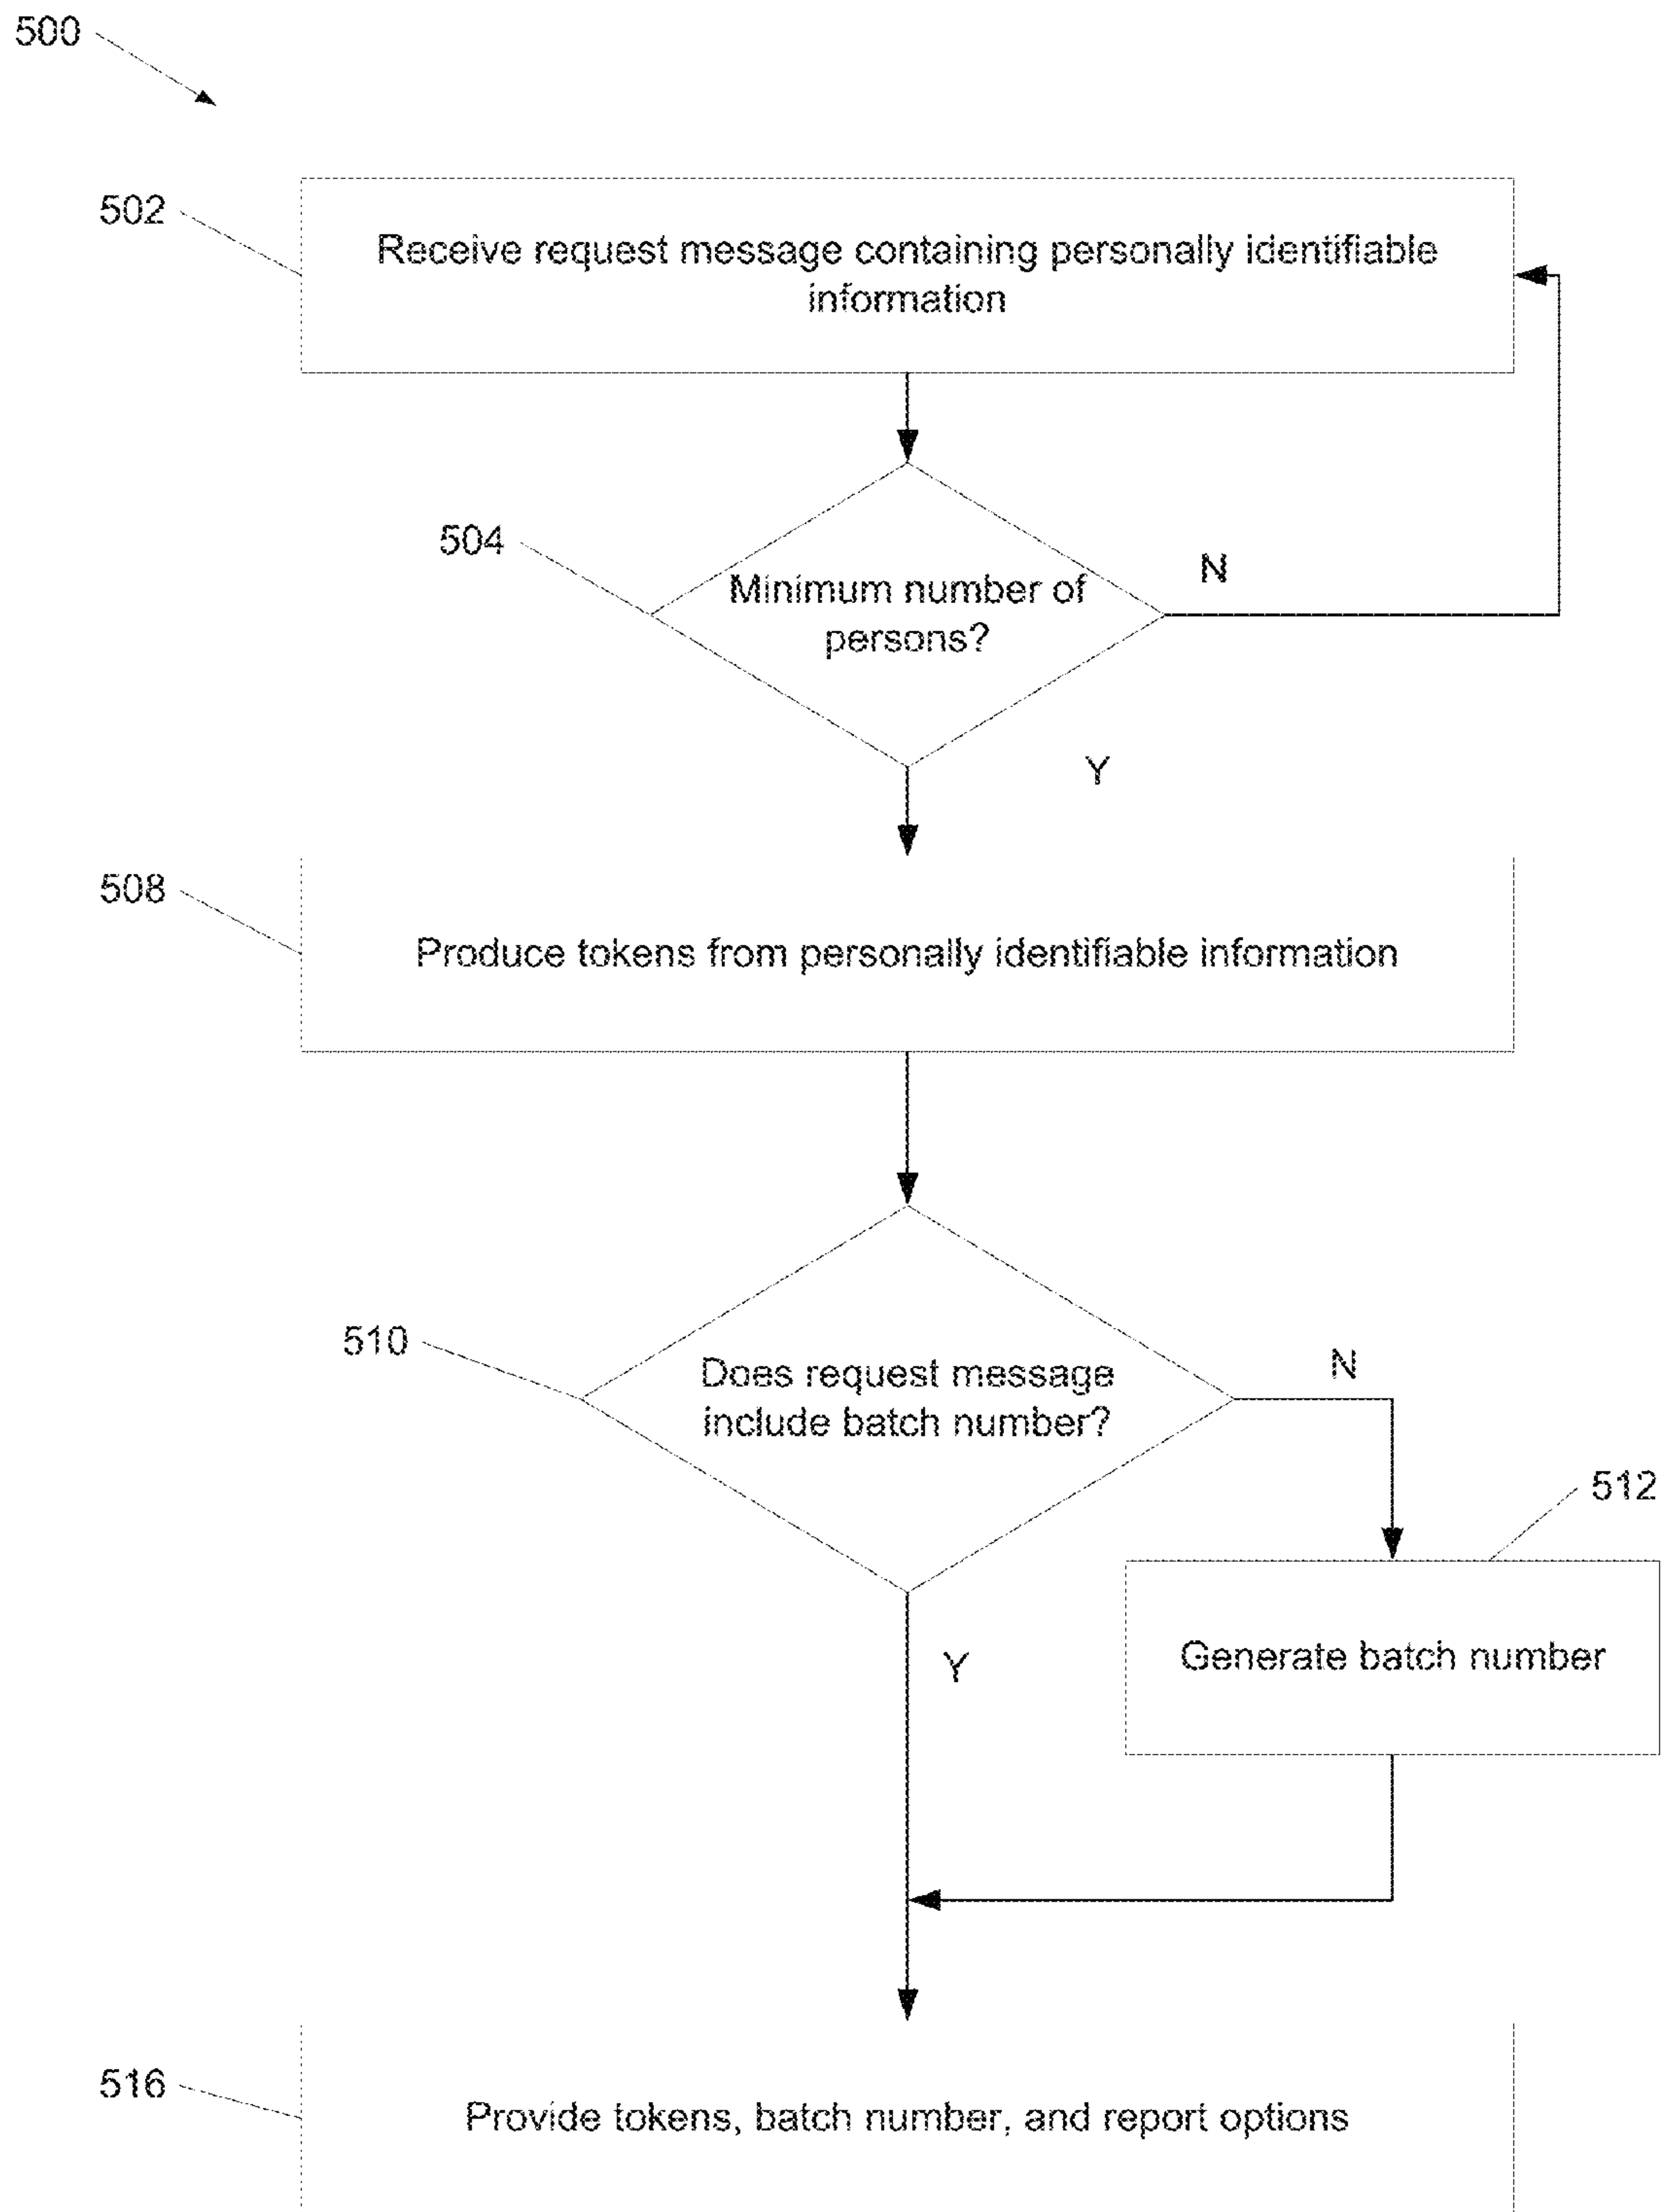 500
502
Receive request message containing personally identifiable
information
504
Minimum number of
persons?
N
Y
508
Produce tokens from personally identifiable information
510
Does request message
include batch number?
N
512
Generate batch number
Y
516
Provide tokens, batch number, and report options